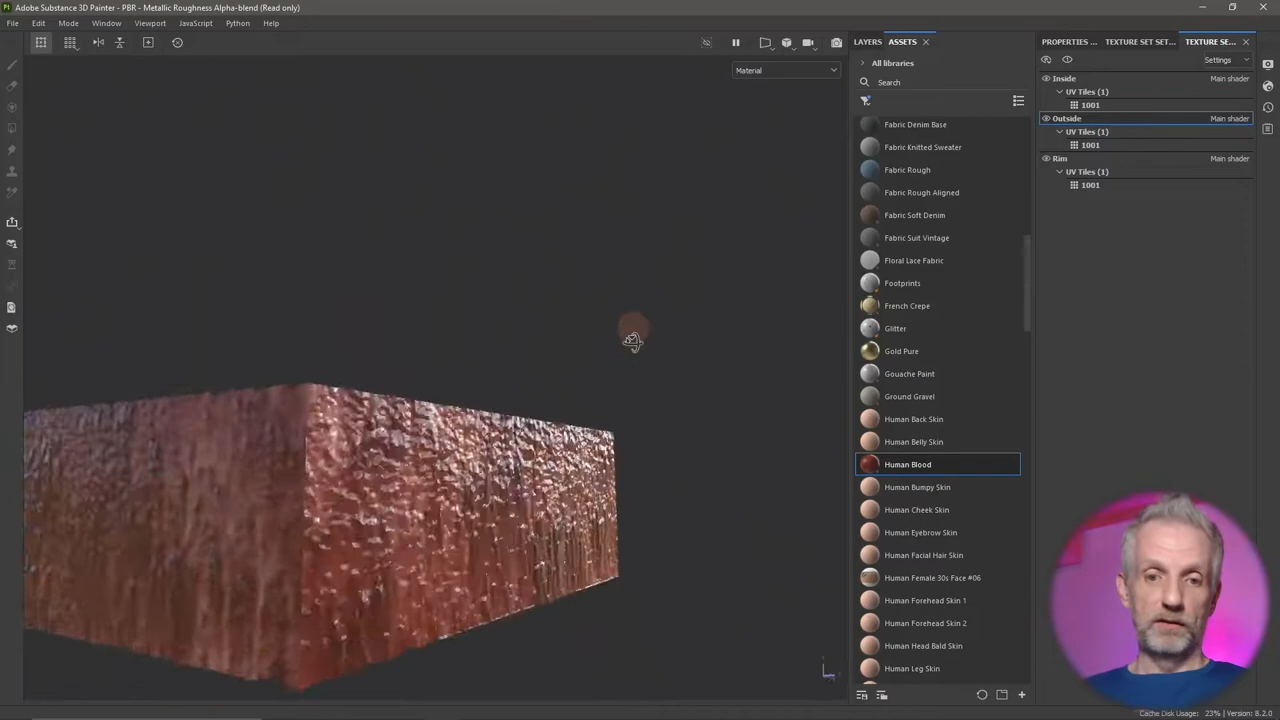 Pt Adobe Substance 3D Painter - PBR - Metallic Roughness Alpha-blend (Read only)
File Edit Mode Window Viewport JavaScript Python Help
Material
LAYERS ASSETS
All libraries
Search
Fabric Denim Base
Fabric Knitted Sweater
Fabric Rough
Fabric Rough Aligned
Fabric Soft Denim
Fabric Suit Vintage
Floral Lace Fabric
Footprints
French Crepe
Glitter
Gold Pure
Gouache Paint
Ground Gravel
Human Back Skin
Human Belly Skin
Human Blood
Human Bumpy Skin
Human Cheek Skin
Human Eyebrow Skin
Human Facial Hair Skin
Human Female 30s Face #06
Human Forehead Skin 1
Human Forehead Skin 2
Human Head Bald Skin
Human Leg Skin
PROPERTIES ... TEXTURE SET SET... TEXTURE SE...
Settings
Inside Main shader
UV Tiles (1)
1001
Outside Main shader
UV Tiles (1)
1001
Rim Main shader
UV Tiles (1)
1001
Cache Disk Usage: 23% | Version: 8.2.0